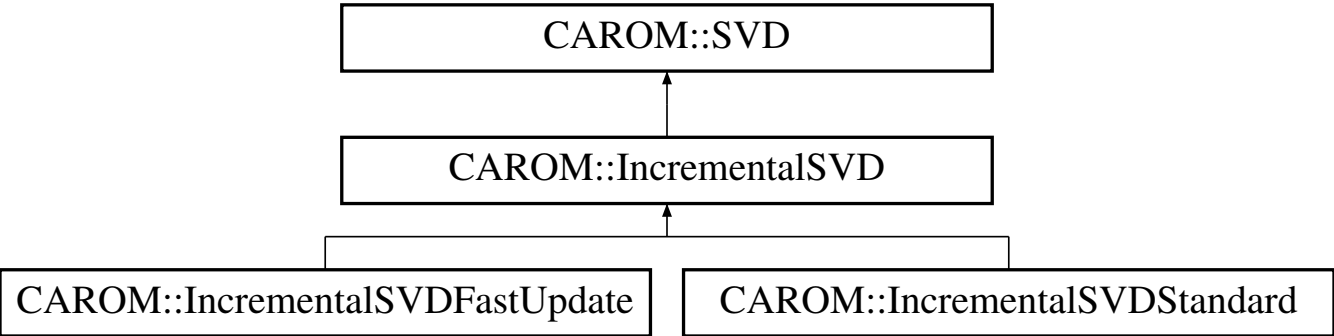 CAROM::SVD
CAROM::IncrementalSVD
CAROM::IncrementalSVDFastUpdate
CAROM::IncrementalSVDStandard